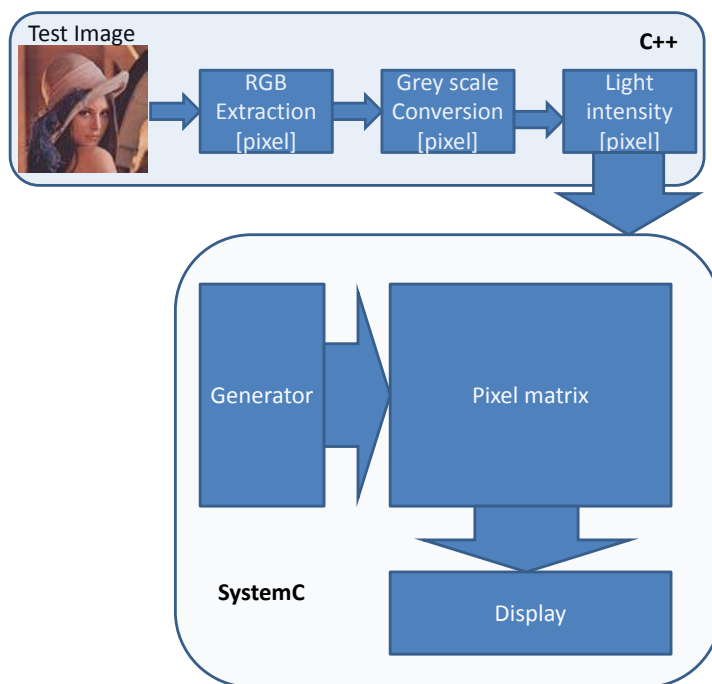 Test Image
C++
RGB
Extraction
[pixel]
Grey scale
Conversion
[pixel]
Light
intensity
[pixel]
Generator
Pixel matrix
SystemC
Display